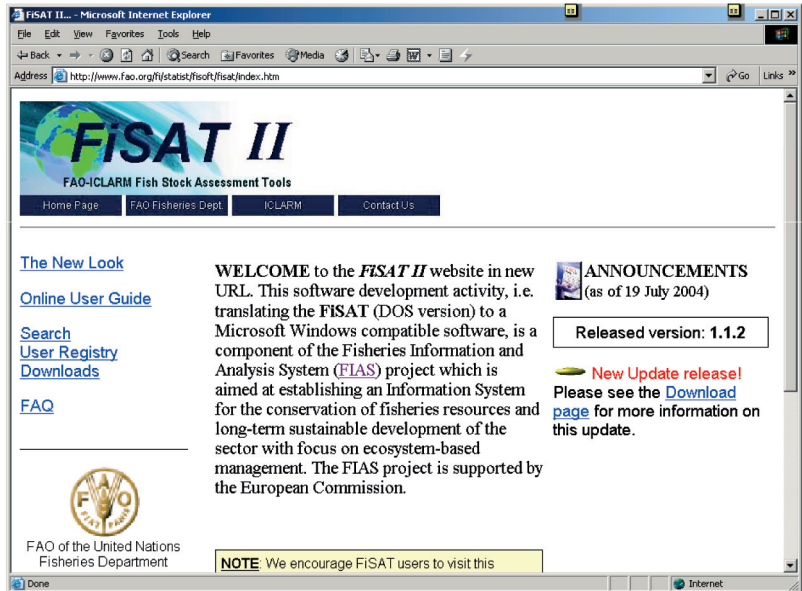 FiSAT II... - Microsoft Internet Explorer
File Edit View Favorites Tools Help
Back Search Favorites Media
Address http://www.fao.org/fi/statist/fisoft/fisat/index.htm Go Links »
FiSAT II
FAO-ICLARM Fish Stock Assessment Tools
Home Page FAO Fisheries Dept. ICLARM Contact Us
The New Look
Online User Guide
Search
User Registry
Downloads
FAQ
FAO of the United Nations
Fisheries Department
WELCOME to the FiSAT II website in new
URL. This software development activity, i.e.
translating the FiSAT (DOS version) to a
Microsoft Windows compatible software, is a
component of the Fisheries Information and
Analysis System (FIAS) project which is
aimed at establishing an Information System
for the conservation of fisheries resources and
long-term sustainable development of the
sector with focus on ecosystem-based
management. The FIAS project is supported by
the European Commission.
NOTE: We encourage FiSAT users to visit this
ANNOUNCEMENTS
(as of 19 July 2004)
Released version: 1.1.2
New Update release!
Please see the Download
page for more information on
this update.
Done Internet